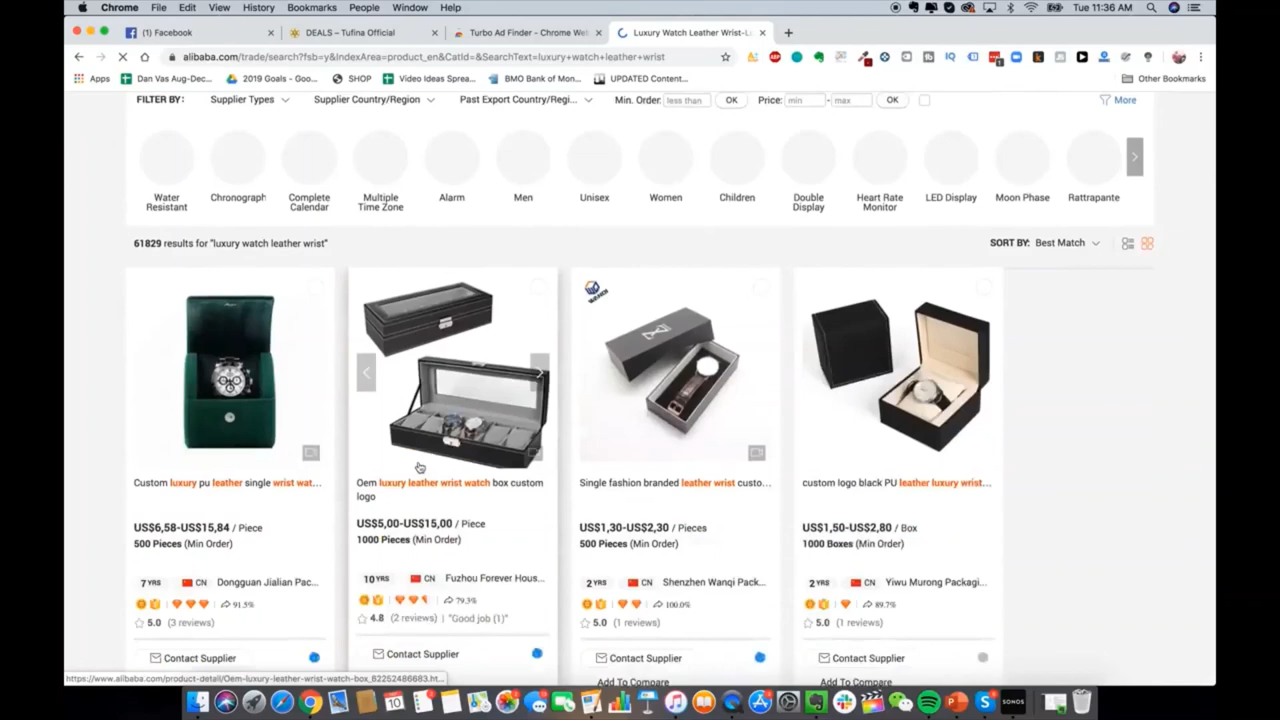 Chrome File Edit View History Bookmarks People Window Help Tue 11:36 AM
(1) Facebook DEALS – Tufina Official Turbo Ad Finder - Chrome We Luxury Watch Leather Wrist-L
alibaba.com/trade/search?fsb=y&IndexArea=product_en&CatId=&SearchText=luxury+watch+leather+wrist
Apps Dan Vas Aug-Dec... 2019 Goals - Goo... SHOP Video Ideas Sprea... BMO Bank of Mon... UPDATED Consult... Other Bookmarks
FILTER BY: Supplier Types Supplier Country/Region Past Export Country/Regi... Min. Order: less than OK Price: min - max OK More
Water Resistant Chronograph Complete Calendar Multiple Time Zone Alarm Men Unisex Women Children Double Display Heart Rate Monitor LED Display Moon Phase Rattrapante
61829 results for "luxury watch leather wrist" SORT BY: Best Match
Custom luxury pu leather single wrist wat...
US$6,58-US$15,84 / Piece
500 Pieces (Min Order)
7 YRS CN Dongguan Jialian Pac...
91.5%
5.0 (3 reviews)
Contact Supplier
Oem luxury leather wrist watch box custom
logo
US$5,00-US$15,00 / Piece
1000 Pieces (Min Order)
10 YRS CN Fuzhou Forever Hous...
79.3%
4.8 (2 reviews) | "Good job (1)"
Contact Supplier
Single fashion branded leather wrist custo...
US$1,30-US$2,30 / Pieces
500 Pieces (Min Order)
2 YRS CN Shenzhen Wanqi Pack...
100.0%
5.0 (1 reviews)
Contact Supplier
Add To Compare
custom logo black PU leather luxury wrist...
US$1,50-US$2,80 / Box
1000 Boxes (Min Order)
2 YRS CN Yiwu Murong Packagi...
89.7%
5.0 (1 reviews)
Contact Supplier
Add To Compare
https://www.alibaba.com/product-detail/Oem-luxury-leather-wrist-watch-box_62252486683.ht...
10
SONOS